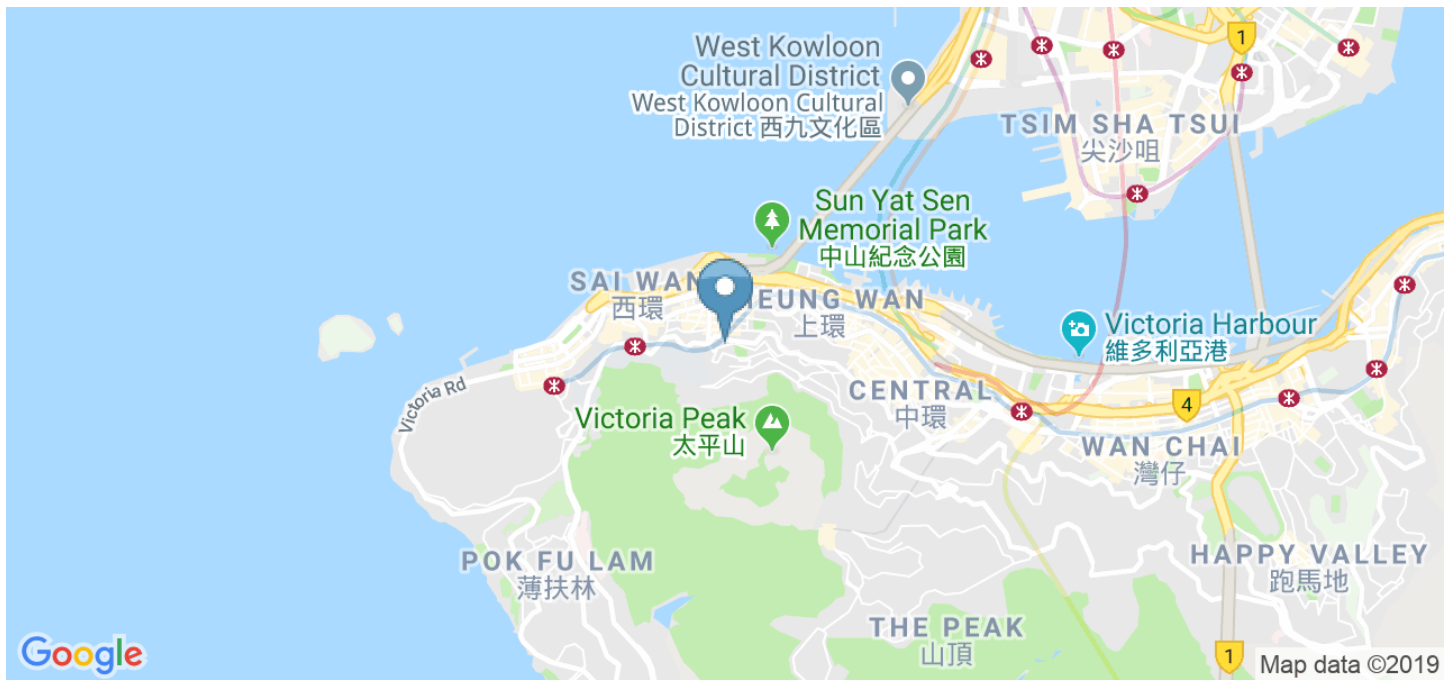 West Kowloon
Cultural District
West Kowloon Cultural
District 西九文化區
1
TSIM SHA TSUI
尖沙咀
Sun Yat Sen
Memorial Park
中山紀念公園
SAI WAN
西環
HEUNG WAN
上環
Victoria Harbour
維多利亞港
Victoria Rd
CENTRAL
中環
4
Victoria Peak
太平山
WAN CHAI
灣仔
POK FU LAM
薄扶林
HAPPY VALLEY
跑馬地
THE PEAK
山頂
1
Google
Map data ©2019